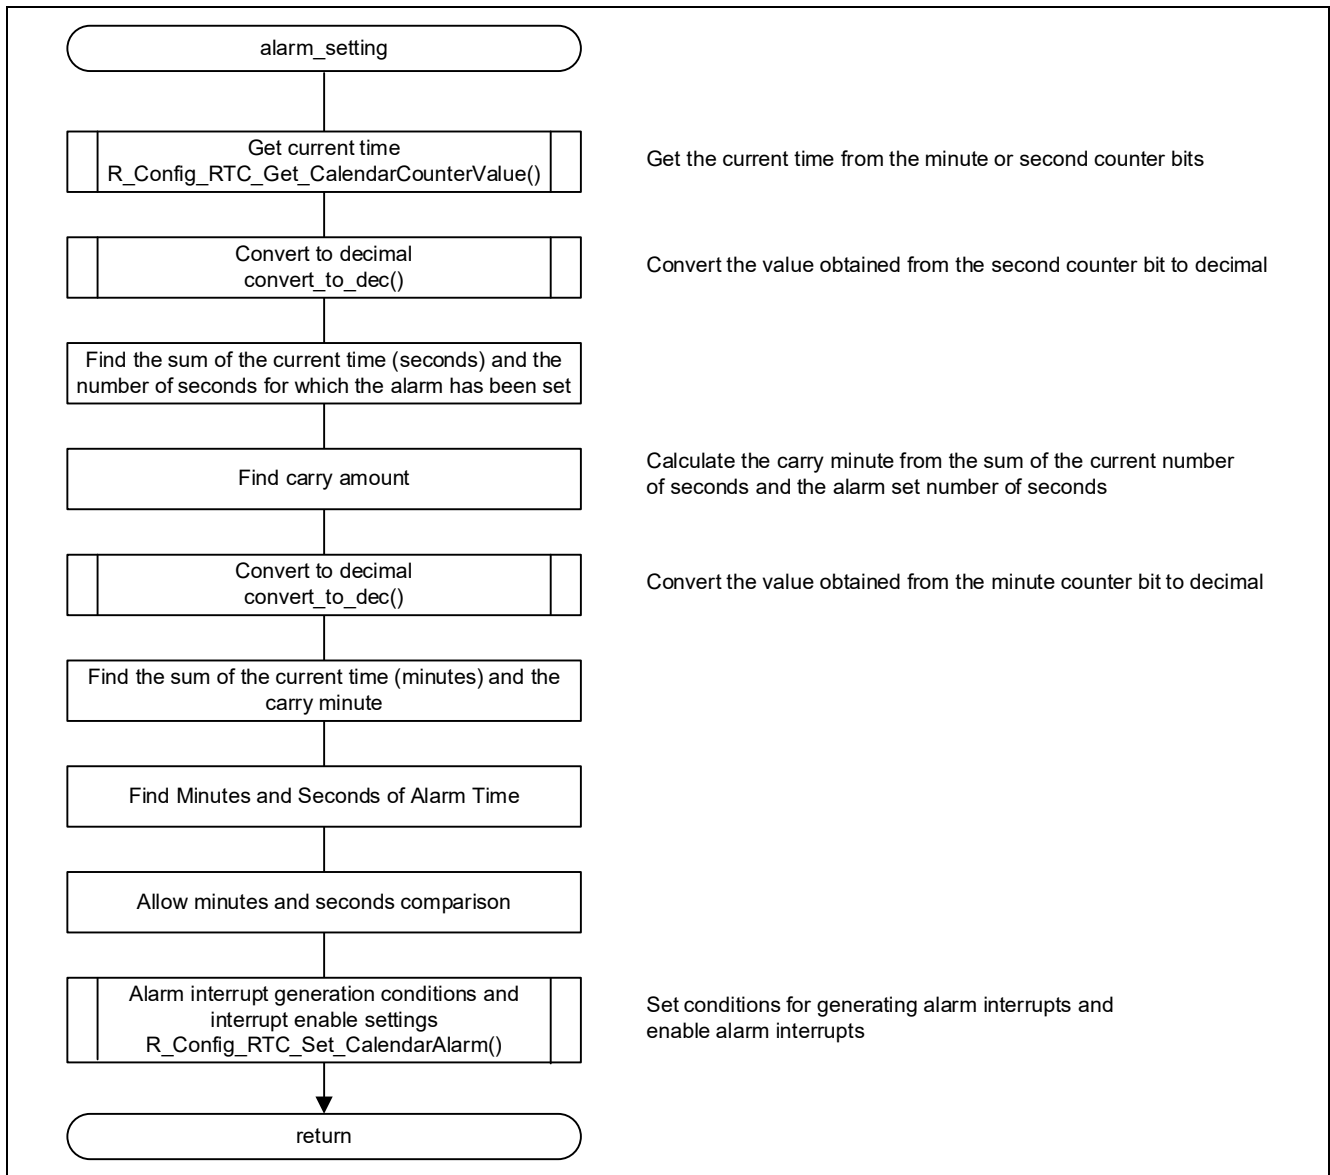 alarm_setting
Get current time
R_Config_RTC_Get_CalendarCounterValue()
Get the current time from the minute or second counter bits
Convert to decimal
convert_to_dec()
Convert the value obtained from the second counter bit to decimal
Find the sum of the current time (seconds) and the
number of seconds for which the alarm has been set
Find carry amount
Calculate the carry minute from the sum of the current number
of seconds and the alarm set number of seconds
Convert to decimal
convert_to_dec()
Convert the value obtained from the minute counter bit to decimal
Find the sum of the current time (minutes) and the
carry minute
Find Minutes and Seconds of Alarm Time
Allow minutes and seconds comparison
Alarm interrupt generation conditions and
interrupt enable settings
R_Config_RTC_Set_CalendarAlarm()
Set conditions for generating alarm interrupts and
enable alarm interrupts
return